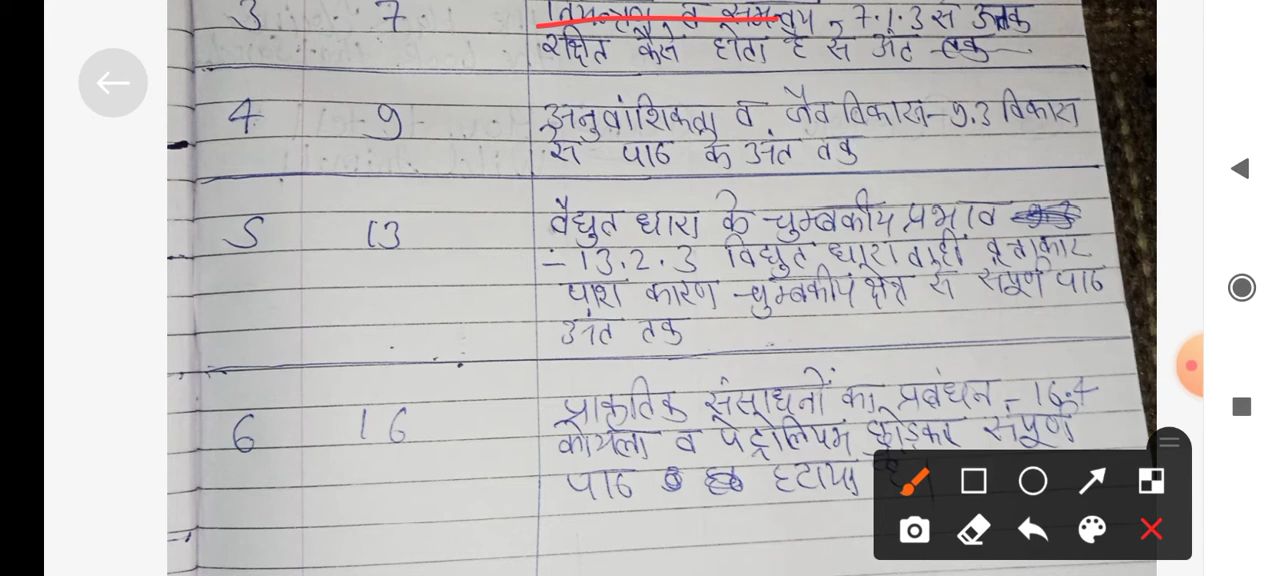 3 7 नियन्त्रण व समन्वय - 7.1.3 से ऊतक
रक्षित कैसे होता है से अंत तक
4 9 अनुवांशिकता व जैव विकास - 9.3 विकास
से पाठ के अंत तक
5 13 वैद्युत धारा के चुम्बकीय प्रभाव
- 13.2.3 विद्युत धारावाही वृत्ताकार
पाश कारण चुम्बकीय क्षेत्र से संपूर्ण पाठ
अंत तक
6 16 प्राकृतिक संसाधनों का प्रबंधन - 16.4
कोयला व पेट्रोलियम छोड़कर संपूर्ण
पाठ हटाया